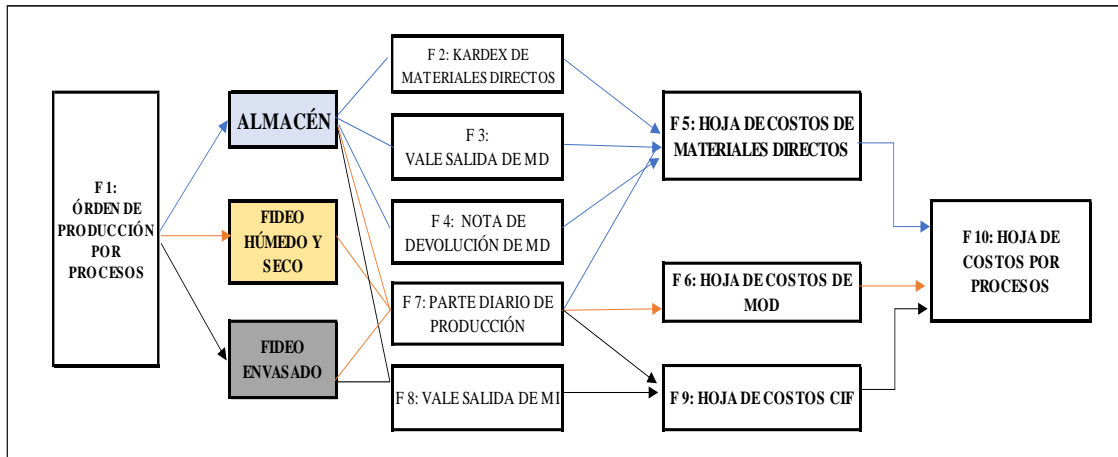 F 1:
ÓRDEN DE
PRODUCCIÓN
POR
PROCESOS
ALMACÉN
FIDEO
HÚMEDO Y
SECO
FIDEO
ENVASADO
F 2: KARDEX DE
MATERIALES DIRECTOS
F 3:
VALE SALIDA DE MD
F 4: NOTA DE
DEVOLUCIÓN DE MD
F 7: PARTE DIARIO DE
PRODUCCIÓN
F 8: VALE SALIDA DE MI
F 5: HOJA DE COSTOS DE
MATERIALES DIRECTOS
F 6: HOJA DE COSTOS DE
MOD
F 9: HOJA DE COSTOS CIF
F 10: HOJA DE
COSTOS POR
PROCESOS